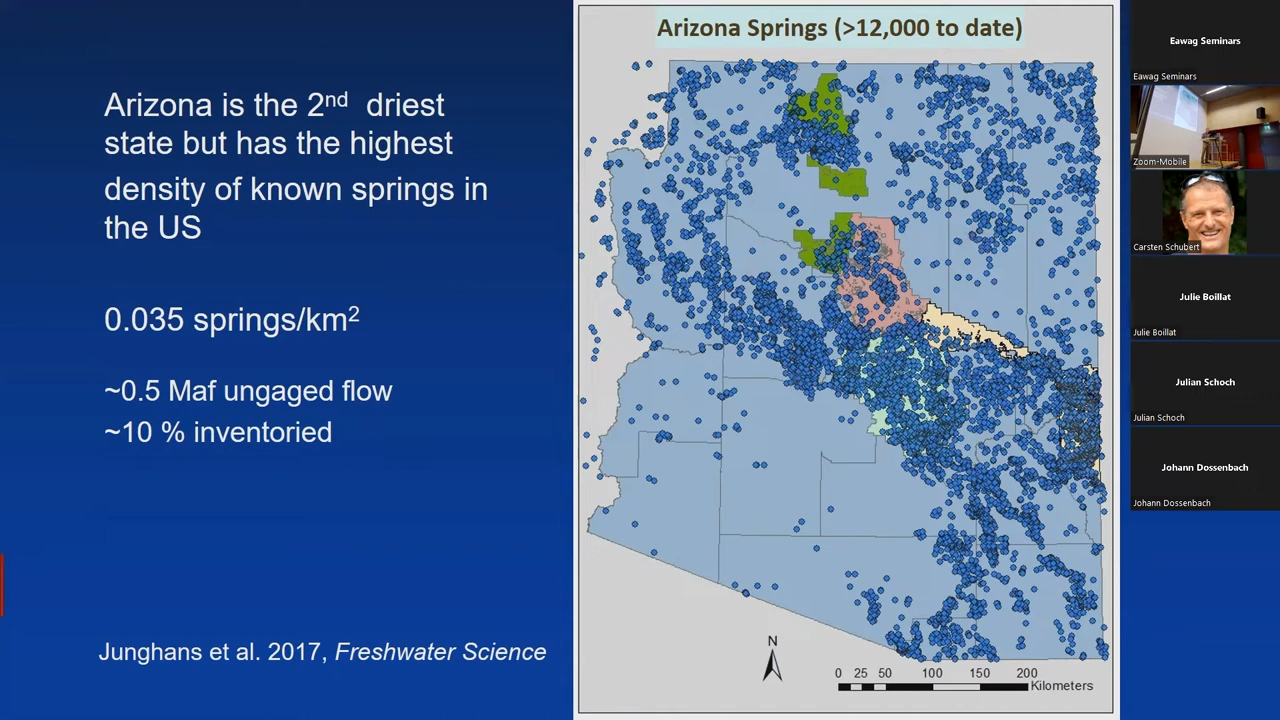 Arizona is the 2nd driest
state but has the highest
density of known springs in
the US
0.035 springs/km2
~0.5 Maf ungaged flow
~10 % inventoried
Junghans et al. 2017, Freshwater Science
Arizona Springs (>12,000 to date)
N
0 25 50 100 150 200
Kilometers
Eawag Seminars
Eawag Seminars
Zoom-Mobile
Carsten Schubert
Julie Boillat
Julie Boillat
Julian Schoch
Julian Schoch
Johann Dossenbach
Johann Dossenbach